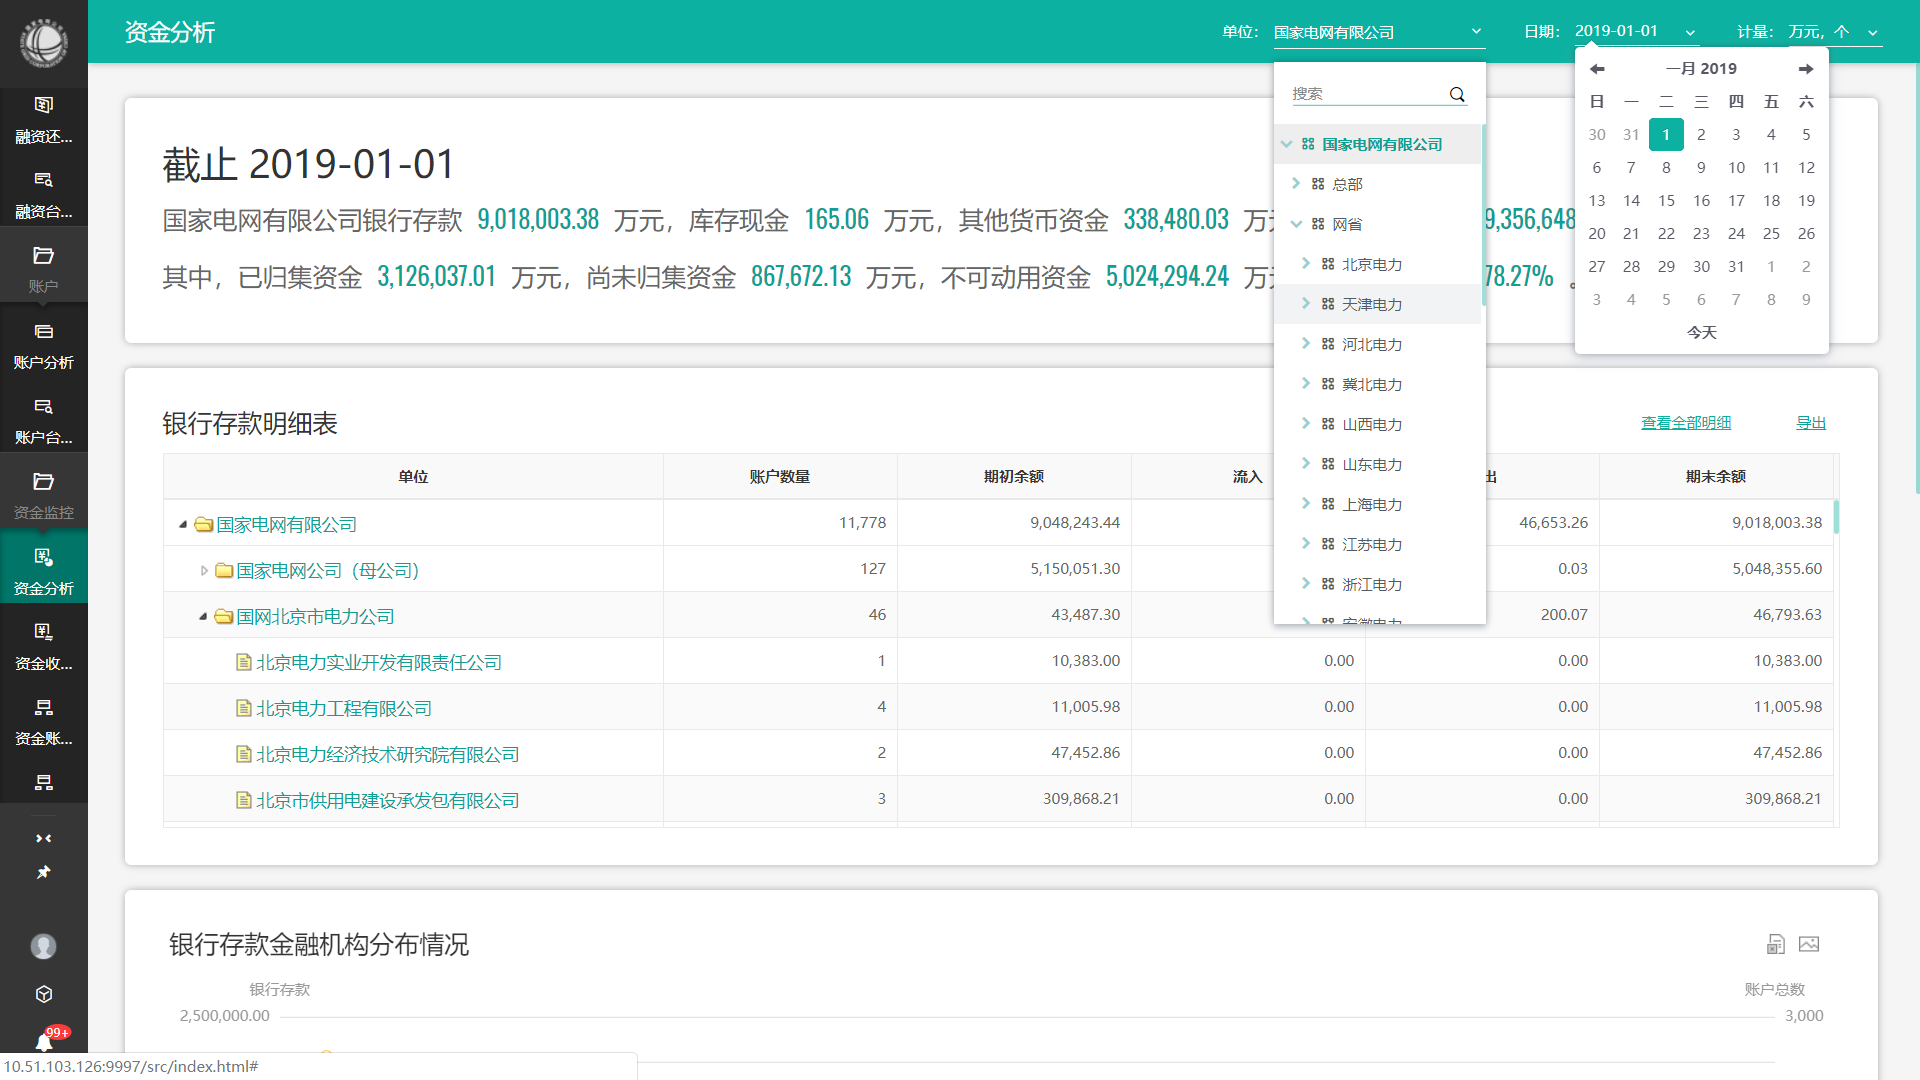 资金分析
单位： 国家电网有限公司
日期： 2019-01-01
计量： 万元，个
融资还...
融资台...
账户
账户分析
账户台...
资金监控
资金分析
资金收...
资金账...
99+
搜索
国家电网有限公司
总部
网省
北京电力
天津电力
河北电力
冀北电力
山西电力
山东电力
上海电力
江苏电力
浙江电力
安徽电力
一月 2019
日 一 二 三 四 五 六
30 31 1 2 3 4 5
6 7 8 9 10 11 12
13 14 15 16 17 18 19
20 21 22 23 24 25 26
27 28 29 30 31 1 2
3 4 5 6 7 8 9
今天
截止 2019-01-01
国家电网有限公司银行存款 9,018,003.38 万元，库存现金 165.06 万元，其他货币资金 338,480.03 万 9,356,648
其中，已归集资金 3,126,037.01 万元，尚未归集资金 867,672.13 万元，不可动用资金 5,024,294.24 万 78.27% 。
银行存款明细表
查看全部明细 导出
单位 账户数量 期初余额 流入 出 期末余额
国家电网有限公司 11,778 9,048,243.44 46,653.26 9,018,003.38
国家电网公司（母公司） 127 5,150,051.30 0.03 5,048,355.60
国网北京市电力公司 46 43,487.30 200.07 46,793.63
北京电力实业开发有限责任公司 1 10,383.00 0.00 0.00 10,383.00
北京电力工程有限公司 4 11,005.98 0.00 0.00 11,005.98
北京电力经济技术研究院有限公司 2 47,452.86 0.00 0.00 47,452.86
北京市供用电建设承发包有限公司 3 309,868.21 0.00 0.00 309,868.21
银行存款金融机构分布情况
银行存款 账户总数
2,500,000.00 3,000
10.51.103.126:9997/src/index.html#